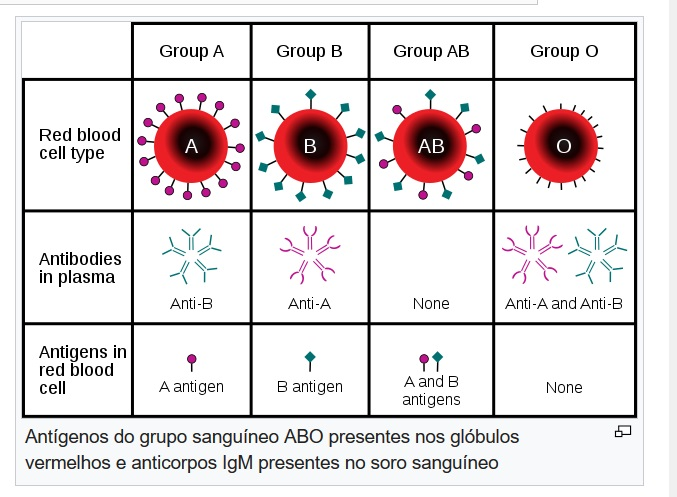 Group A
Group B
Group AB
Group O
Red blood
cell type
A
B
AB
O
Antibodies
in plasma
Anti-B
Anti-A
None
Anti-A and Anti-B
Antigens in
red blood
cell
A antigen
B antigen
A and B
antigens
None
Antígenos do grupo sanguíneo ABO presentes nos glóbulos
vermelhos e anticorpos IgM presentes no soro sanguíneo